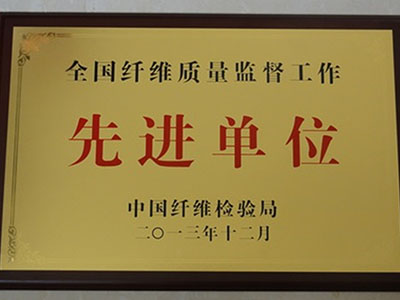 全国纤维质量监督工作
先进单位
中国纤维检验局
二〇一三年十二月